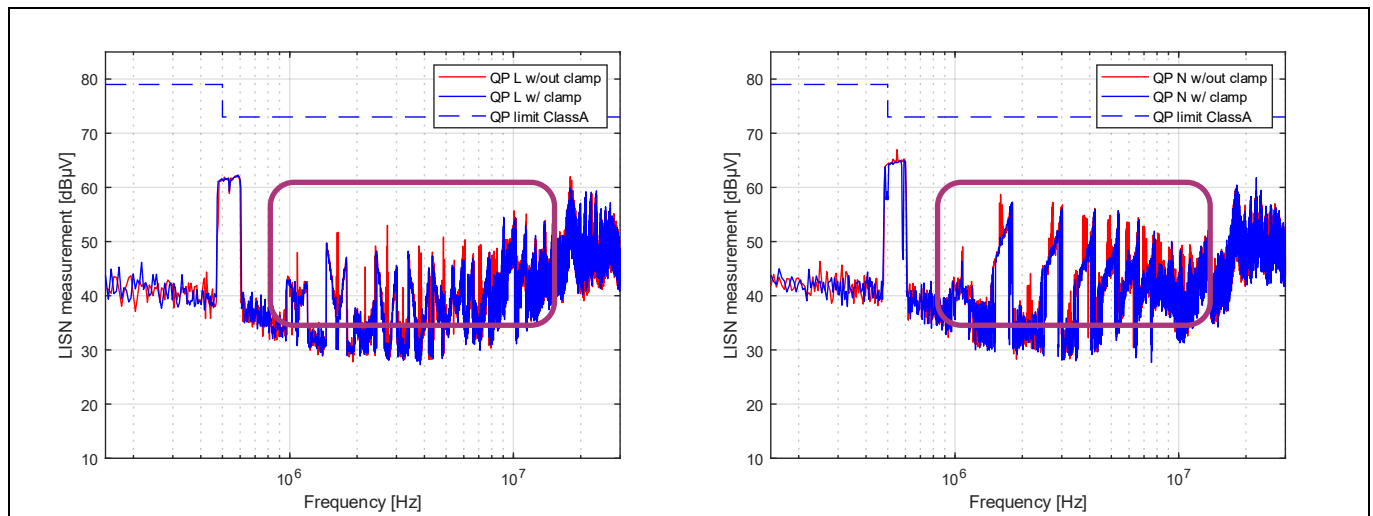 80
70
60
50
40
30
20
10
LISN measurement [dBµV]
QP L w/out clamp
QP L w/ clamp
QP limit ClassA
10^6
10^7
Frequency [Hz]
80
70
60
50
40
30
20
10
LISN measurement [dBµV]
QP N w/out clamp
QP N w/ clamp
QP limit ClassA
10^6
10^7
Frequency [Hz]